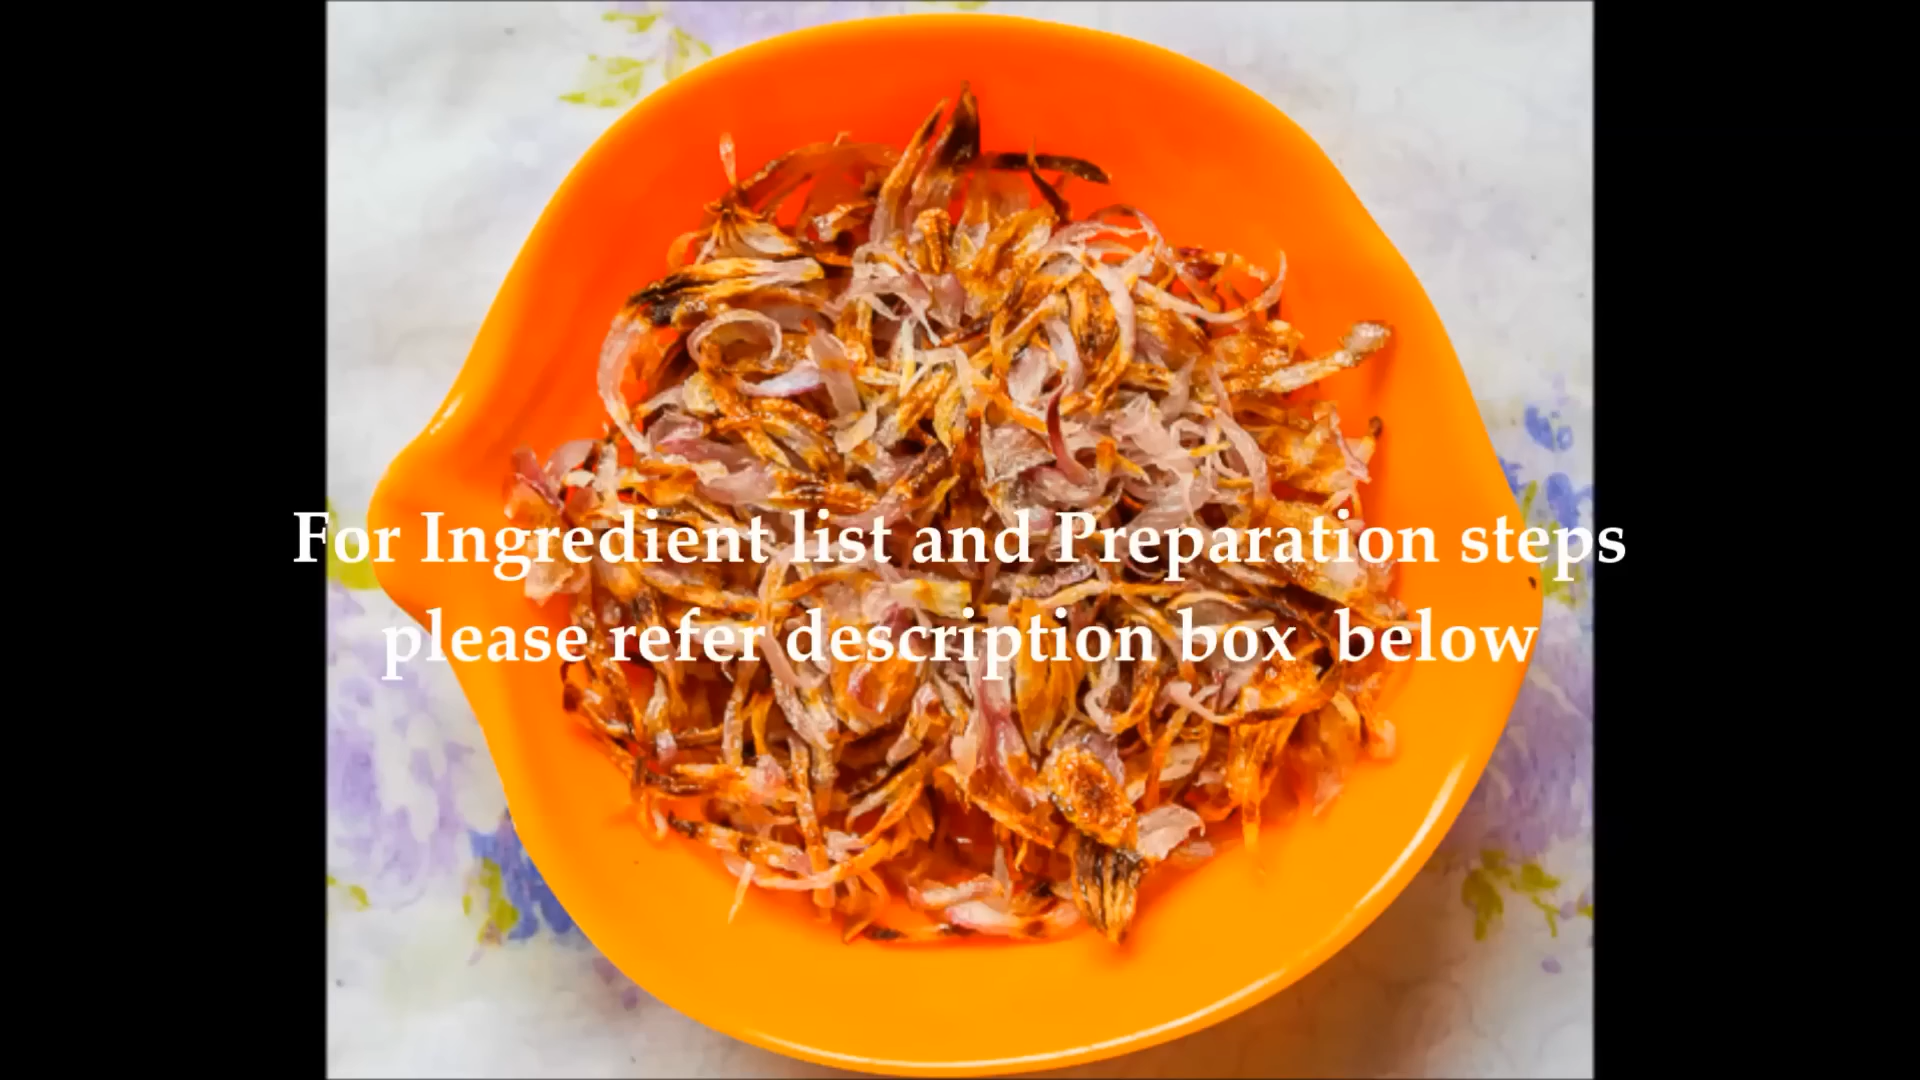 For Ingredient list and Preparation steps
please refer description box  below